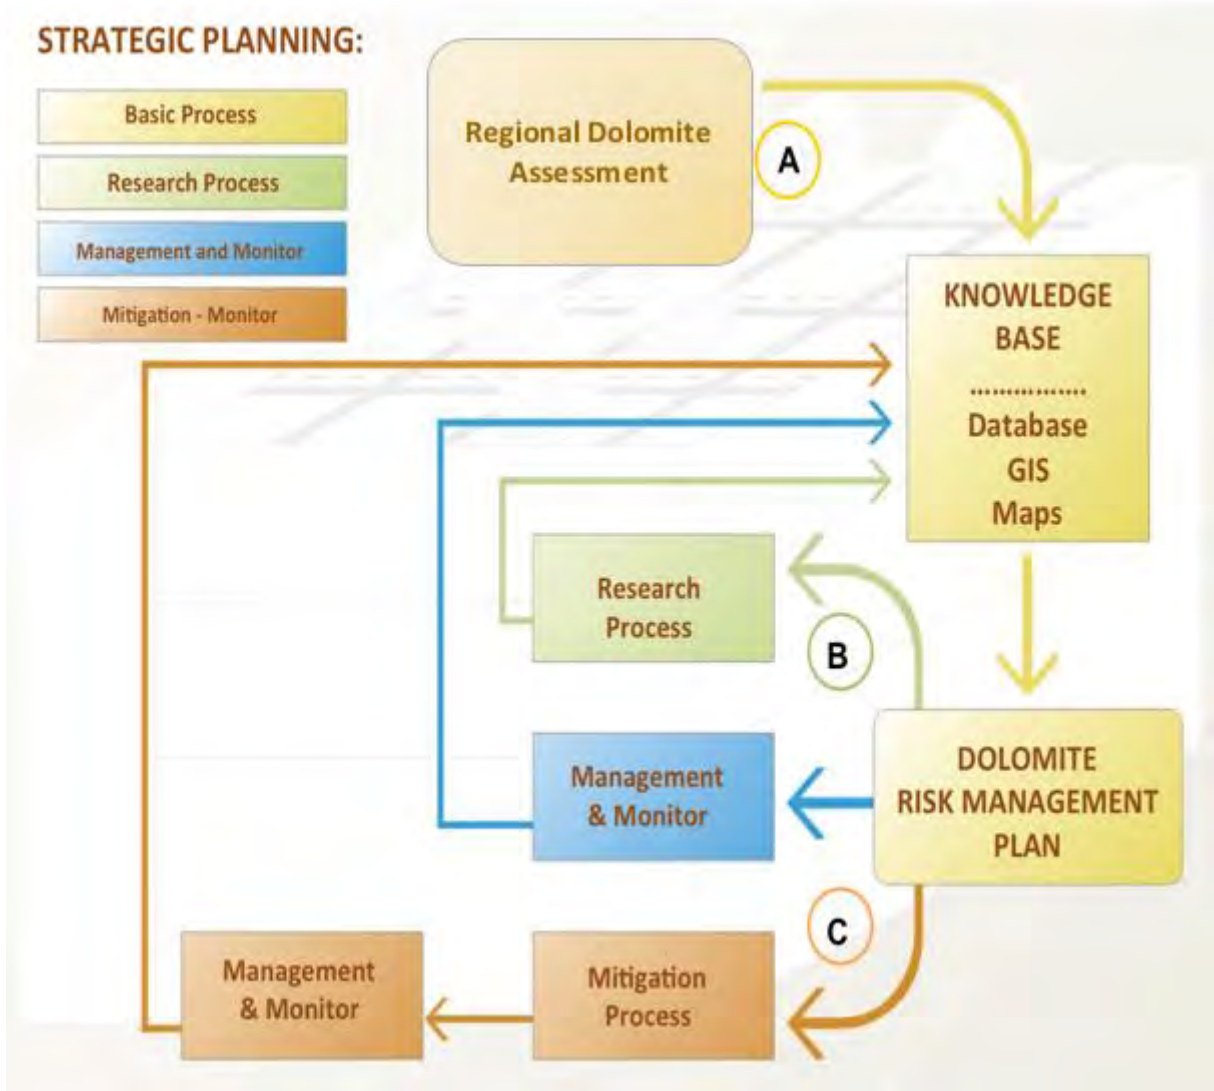 STRATEGIC PLANNING:
Basic Process
Research Process
Management and Monitor
Mitigation - Monitor
Regional Dolomite
Assessment
A
KNOWLEDGE
BASE
................
Database
GIS
Maps
Research
Process
B
Management
& Monitor
DOLOMITE
RISK MANAGEMENT
PLAN
C
Management
& Monitor
Mitigation
Process